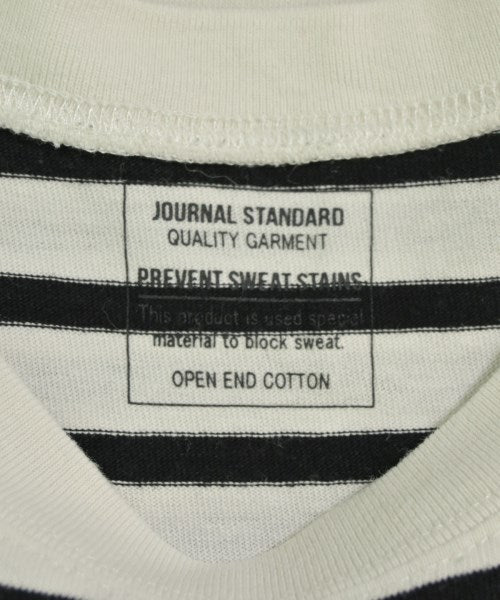 JOURNAL STANDARD
QUALITY GARMENT
PREVENT SWEAT STAINS
This product is used special
material to block sweat.
OPEN END COTTON